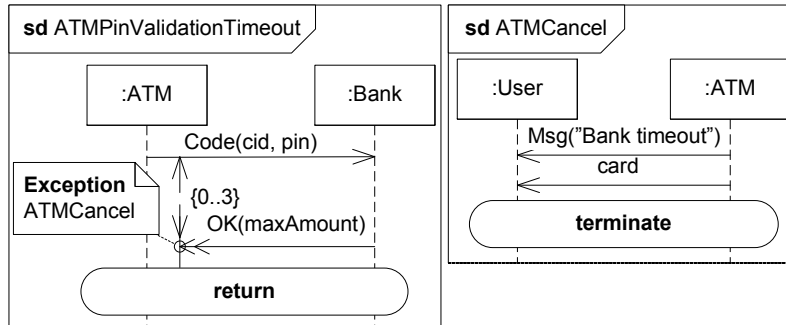 sd ATMPinValidationTimeout
:ATM
:Bank
Code(cid, pin)
Exception
ATMCancel
{0..3}
OK(maxAmount)
return
sd ATMCancel
:User
:ATM
Msg(”Bank timeout”)
card
terminate